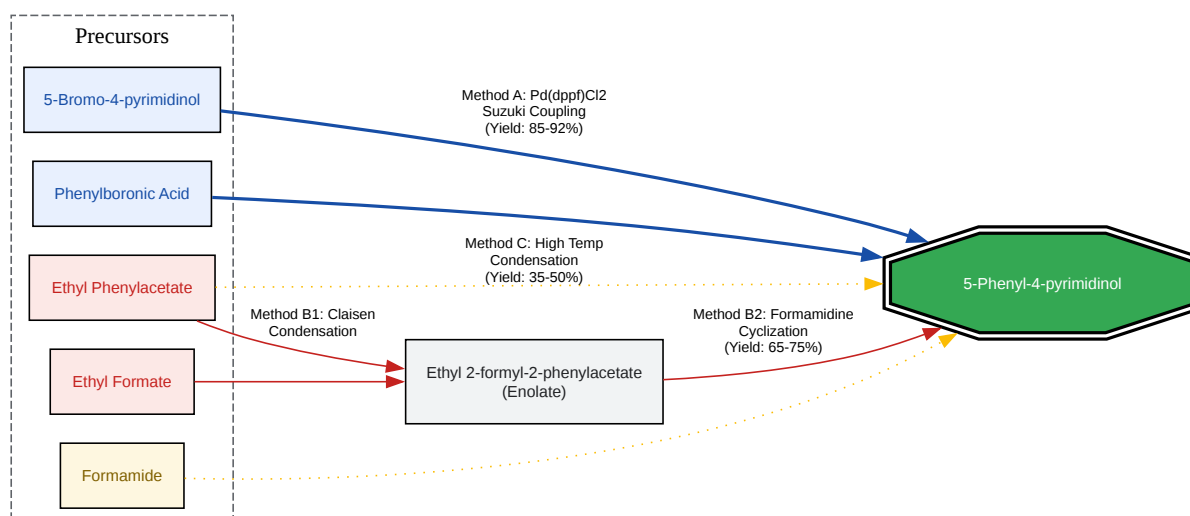 Precursors
5-Bromo-4-pyrimidinol
Phenylboronic Acid
Ethyl Phenylacetate
Ethyl Formate
Formamide
Method A: Pd(dppf)Cl2
Suzuki Coupling
(Yield: 85-92%)
Method C: High Temp
Condensation
(Yield: 35-50%)
Method B1: Claisen
Condensation
Ethyl 2-formyl-2-phenylacetate
(Enolate)
Method B2: Formamidine
Cyclization
(Yield: 65-75%)
5-Phenyl-4-pyrimidinol